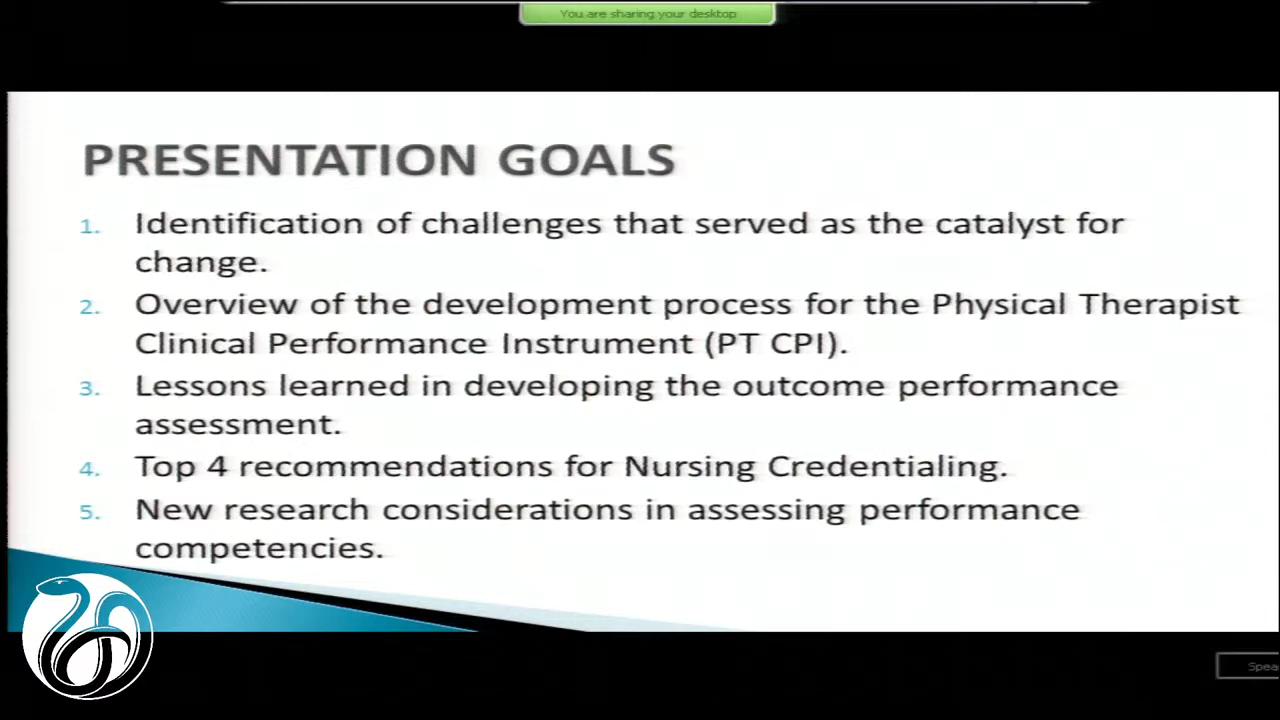 You are sharing your desktop
PRESENTATION GOALS
1. Identification of challenges that served as the catalyst for
change.
2. Overview of the development process for the Physical Therapist
Clinical Performance Instrument (PT CPI).
3. Lessons learned in developing the outcome performance
assessment.
4. Top 4 recommendations for Nursing Credentialing.
5. New research considerations in assessing performance
competencies.
Spea